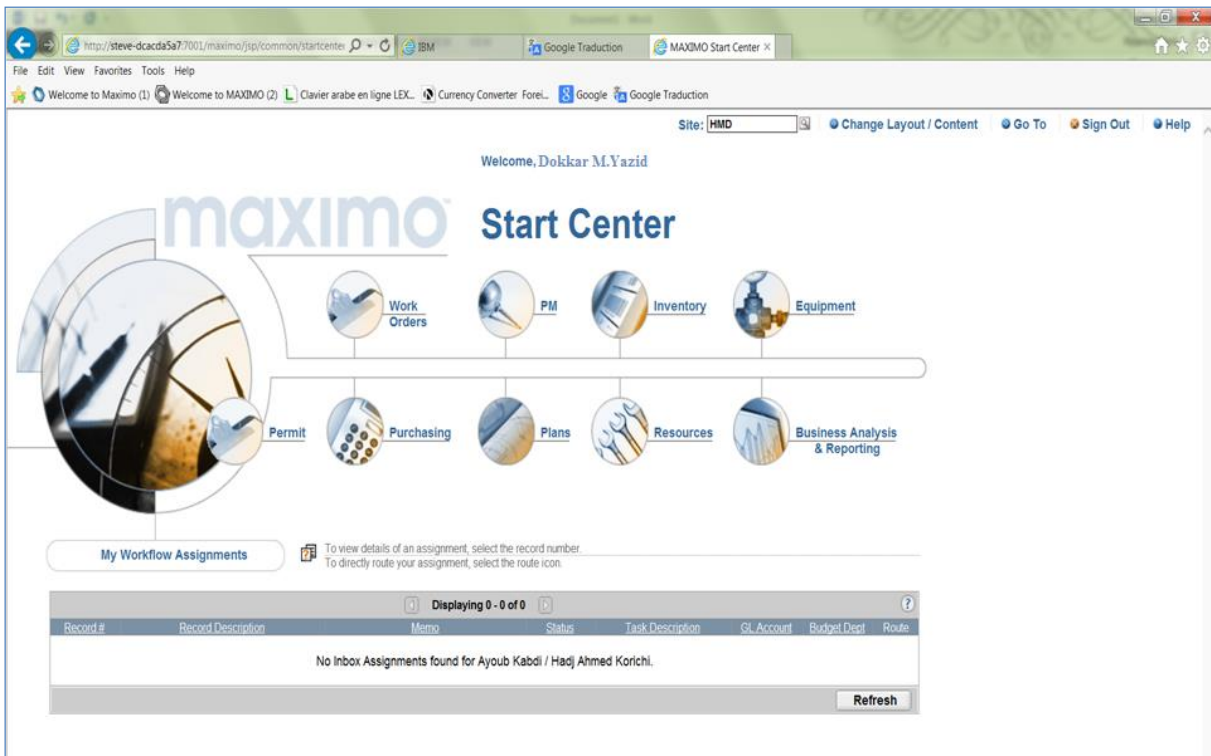 http://steve-dcacda5a7:7001/maximo/jsp/common/startcente
IBM
Google Traduction
MAXIMO Start Center
File Edit View Favorites Tools Help
Welcome to Maximo (1) Welcome to MAXIMO (2) Clavier arabe en ligne LEX... Currency Converter Forei... Google Google Traduction
Site: HMD Change Layout / Content Go To Sign Out Help
Welcome, Dokkar M.Yazid
maximo
Start Center
Work Orders
PM
Inventory
Equipment
Permit
Purchasing
Plans
Resources
Business Analysis
& Reporting
My Workflow Assignments
To view details of an assignment, select the record number.
To directly route your assignment, select the route icon.
Displaying 0 - 0 of 0
Record # Record Description Memo Status Task Description GL Account Budget Dept Route
No Inbox Assignments found for Ayoub Kabdi / Hadj Ahmed Korichi.
Refresh